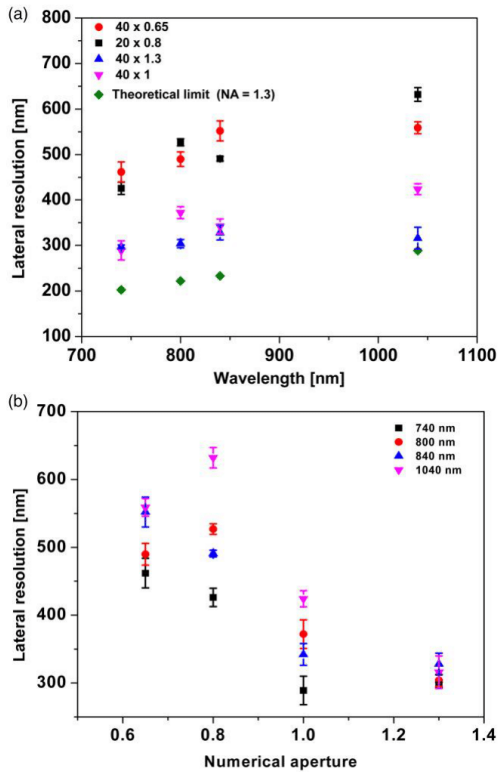 (a)
40 x 0.65
20 x 0.8
40 x 1.3
40 x 1
Theoretical limit (NA = 1.3)
Lateral resolution [nm]
800
700
600
500
400
300
200
100
700
800
900
1000
1100
Wavelength [nm]
(b)
740 nm
800 nm
840 nm
1040 nm
Lateral resolution [nm]
700
600
500
400
300
0.6
0.8
1.0
1.2
1.4
Numerical aperture